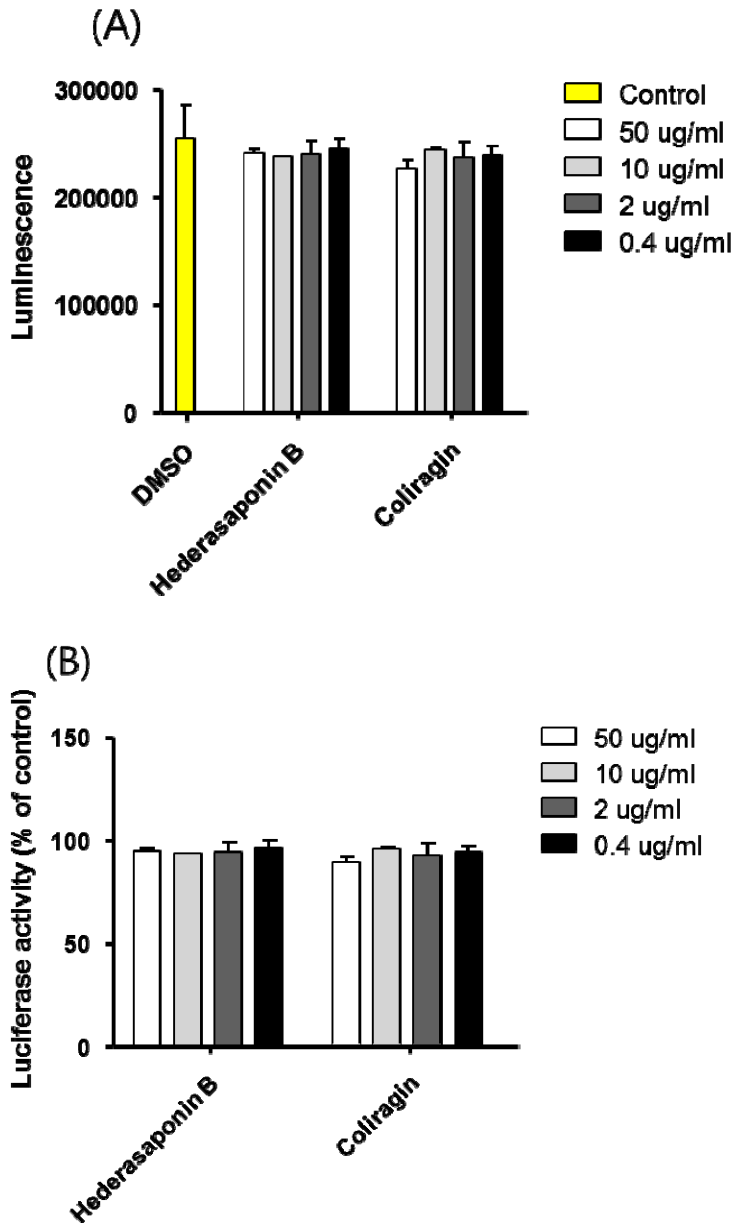 (A)
Luminescence
300000
200000
100000
0
DMSO
Hederasaponin B
Coliragin
Control
50 ug/ml
10 ug/ml
2 ug/ml
0.4 ug/ml
(B)
Luciferase activity (% of control)
150
100
50
0
Hederasaponin B
Coliragin
50 ug/ml
10 ug/ml
2 ug/ml
0.4 ug/ml